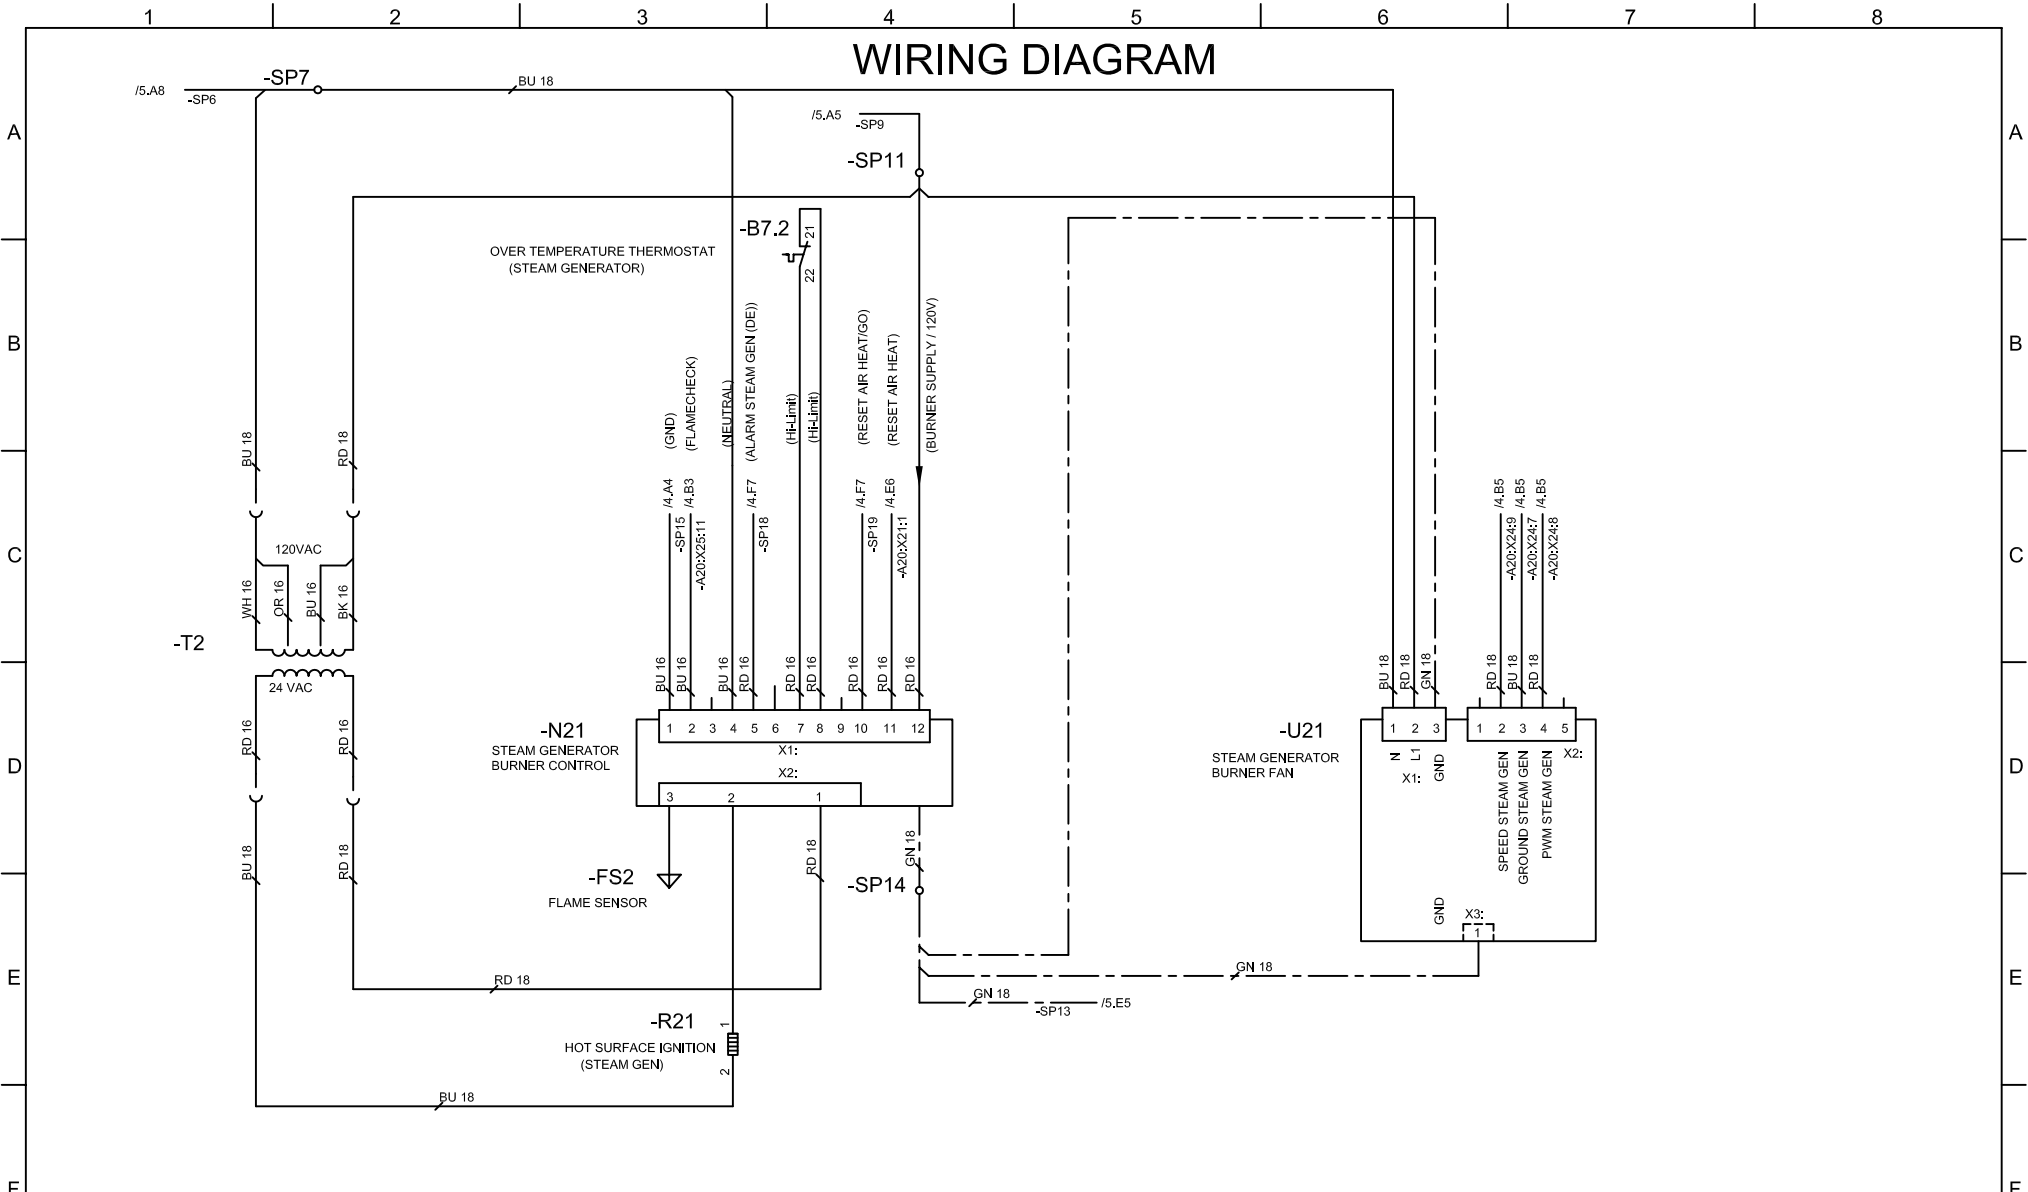 1 2 3 4 5 6 7 8
WIRING DIAGRAM
A
A
B
B
C
C
D
D
E
E
F
F
/5.A8
-SP6
-SP7
BU 18
/5.A5
-SP9
-SP11
-B7.2
21
22
OVER TEMPERATURE THERMOSTAT
(STEAM GENERATOR)
(GND)
(FLAMECHECK)
(NEUTRAL)
(ALARM STEAM GEN (DE))
(Hi-Limit)
(Hi-Limit)
(RESET AIR HEAT/GO)
(RESET AIR HEAT)
(BURNER SUPPLY / 120V)
BU 18
RD 18
/4.A4
-SP15
/4.B3
-A20:X25:11
/4.F7
-SP18
/4.F7
-SP19
/4.E6
-A20:X21:1
/4.B5
-A20:X24:9
/4.B5
-A20:X24:7
/4.B5
-A20:X24:8
120VAC
WH 16
OR 16
BU 16
BK 16
-T2
24 VAC
BU 16
BU 16
BU 16
RD 16
RD 16
RD 16
RD 16
RD 16
RD 16
BU 18
RD 18
GN 18
RD 18
BU 18
RD 18
RD 16
RD 16
-N21
STEAM GENERATOR
BURNER CONTROL
1 2 3 4 5 6 7 8 9 10 11 12
X1:
X2:
3 2 1
-U21
STEAM GENERATOR
BURNER FAN
1 2 3
N
L1
GND
X1:
1 2 3 4 5
X2:
SPEED STEAM GEN
GROUND STEAM GEN
PWM STEAM GEN
BU 18
RD 18
RD 18
GN 18
-FS2
FLAME SENSOR
-SP14
GND
X3:
1
RD 18
GN 18
GN 18
-SP13
/5.E5
-R21
1
2
HOT SURFACE IGNITION
(STEAM GEN)
BU 18